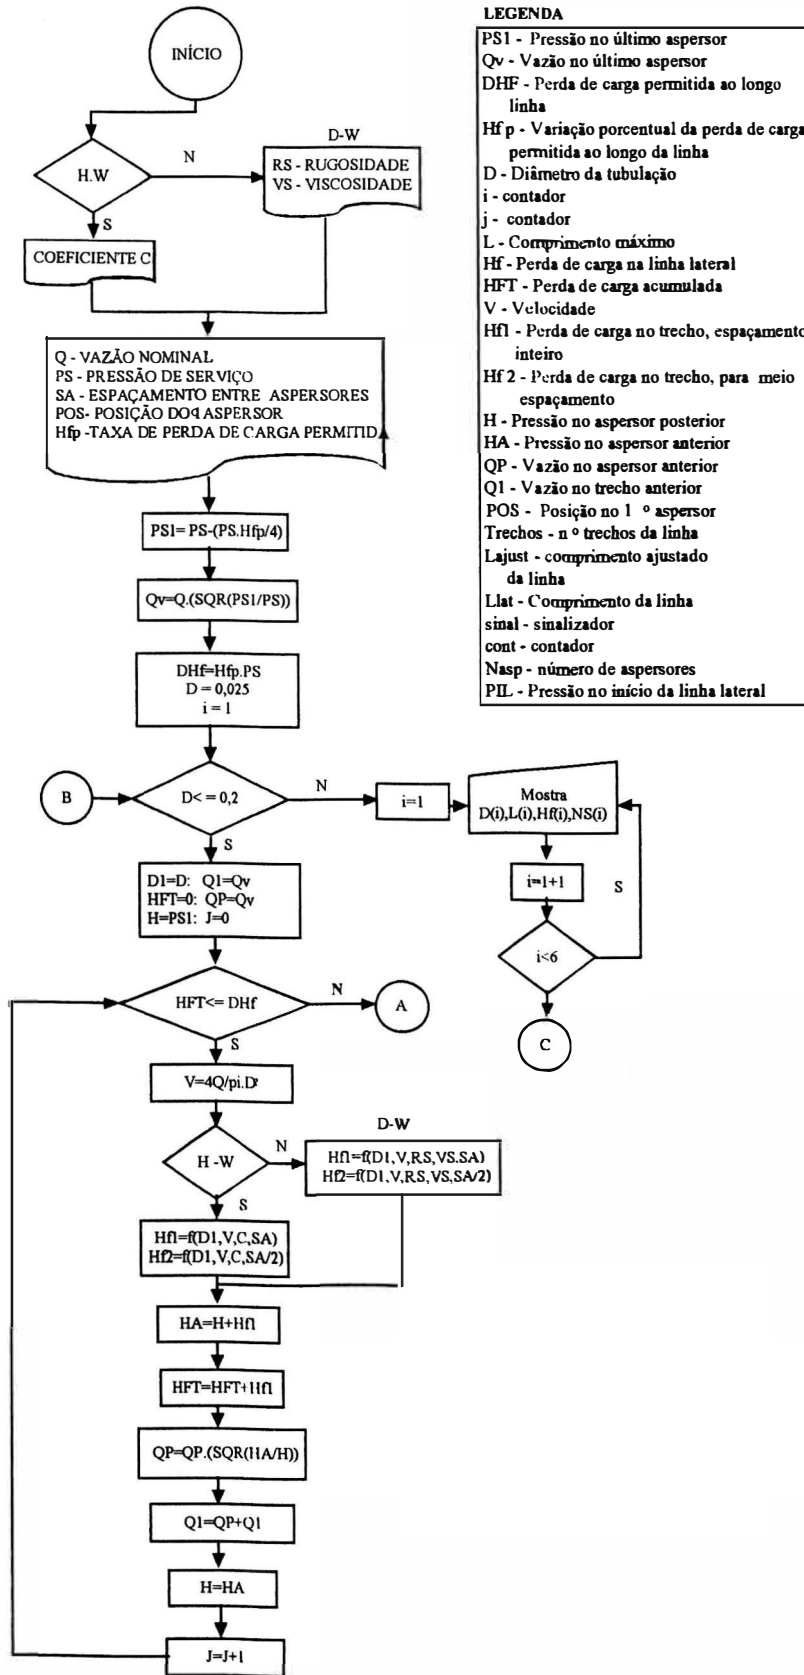 INÍCIO
H.W
N
S
D-W
RS - RUGOSIDADE
VS - VISCOSIDADE
COEFICIENTE C
Q - VAZÃO NOMINAL
PS - PRESSÃO DE SERVIÇO
SA - ESPAÇAMENTO ENTRE ASPERSORES
POS- POSIÇÃO DO ASPERSOR
Hfp -TAXA DE PERDA DE CARGA PERMITIDA
PS1= PS-(PS.Hfp/4)
Qv=Q.(SQR(PS1/PS))
DHf=Hfp.PS
D = 0,025
i = 1
B
D< = 0,2
N
S
i=1
Mostra
D(i),L(i),Hf(i),NS(i)
i=1+1
S
i<6
C
D1=D: Q1=Qv
HFT=0: QP=Qv
H=PS1: J=0
HFT<= DHf
N
A
S
V=4Q/pi.D²
H -W
N
S
D-W
Hf1=f(D1,V,RS,VS.SA)
Hf2=f(D1,V,RS,VS,SA/2)
Hf1=f(D1,V,C,SA)
Hf2=f(D1,V,C,SA/2)
HA=H+Hf1
HFT=HFT+Hf1
QP=QP.(SQR(HA/H))
Q1=QP+Q1
H=HA
J=J+1
LEGENDA
PS1 - Pressão no último aspersor
Qv - Vazão no último aspersor
DHF - Perda de carga permitida ao longo
linha
Hf p - Variação porcentual da perda de carga
permitida ao longo da linha
D - Diâmetro da tubulação
i - contador
j - contador
L - Comprimento máximo
Hf - Perda de carga na linha lateral
HFT - Perda de carga acumulada
V - Velocidade
Hf1 - Perda de carga no trecho, espaçamento
inteiro
Hf 2 - Perda de carga no trecho, para meio
espaçamento
H - Pressão no aspersor posterior
HA - Pressão no aspersor anterior
QP - Vazão no aspersor anterior
Q1 - Vazão no trecho anterior
POS - Posição no 1 º aspersor
Trechos - n º trechos da linha
Lajust - comprimento ajustado
da linha
Llat - Comprimento da linha
sinal - sinalizador
cont - contador
Nasp - número de aspersores
PIL - Pressão no início da linha lateral